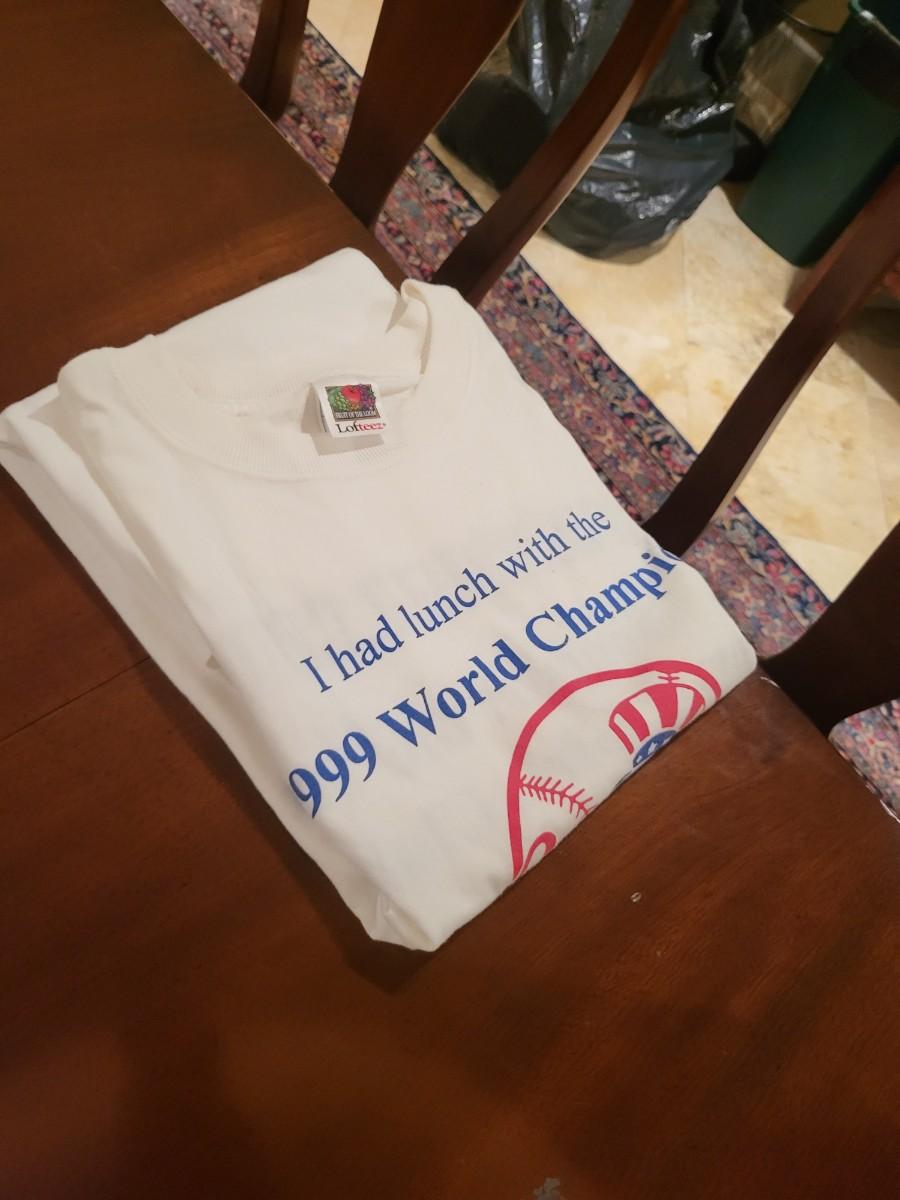 FRUIT OF THE LOOM
Lofteez®
I had lunch with the
999 World Champi